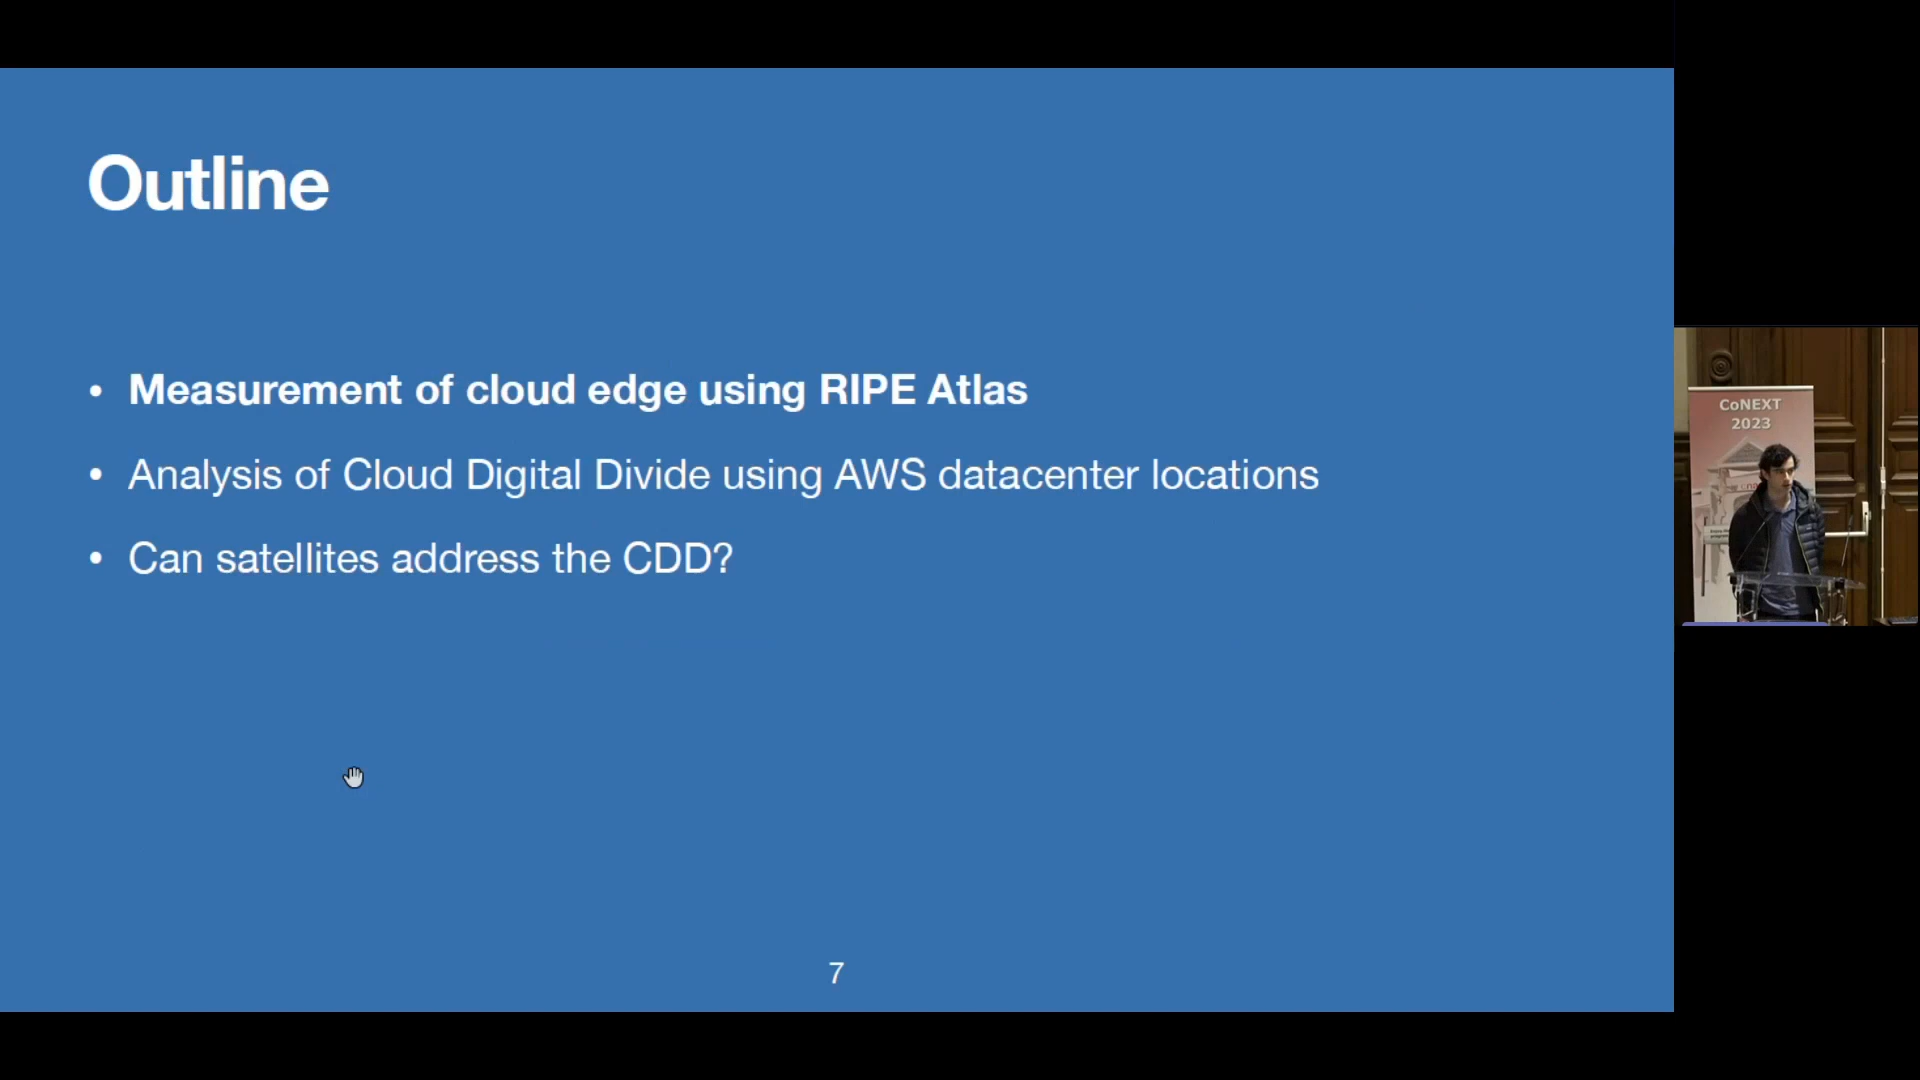 Outline
• Measurement of cloud edge using RIPE Atlas
• Analysis of Cloud Digital Divide using AWS datacenter locations
• Can satellites address the CDD?
7
CoNEXT
2023